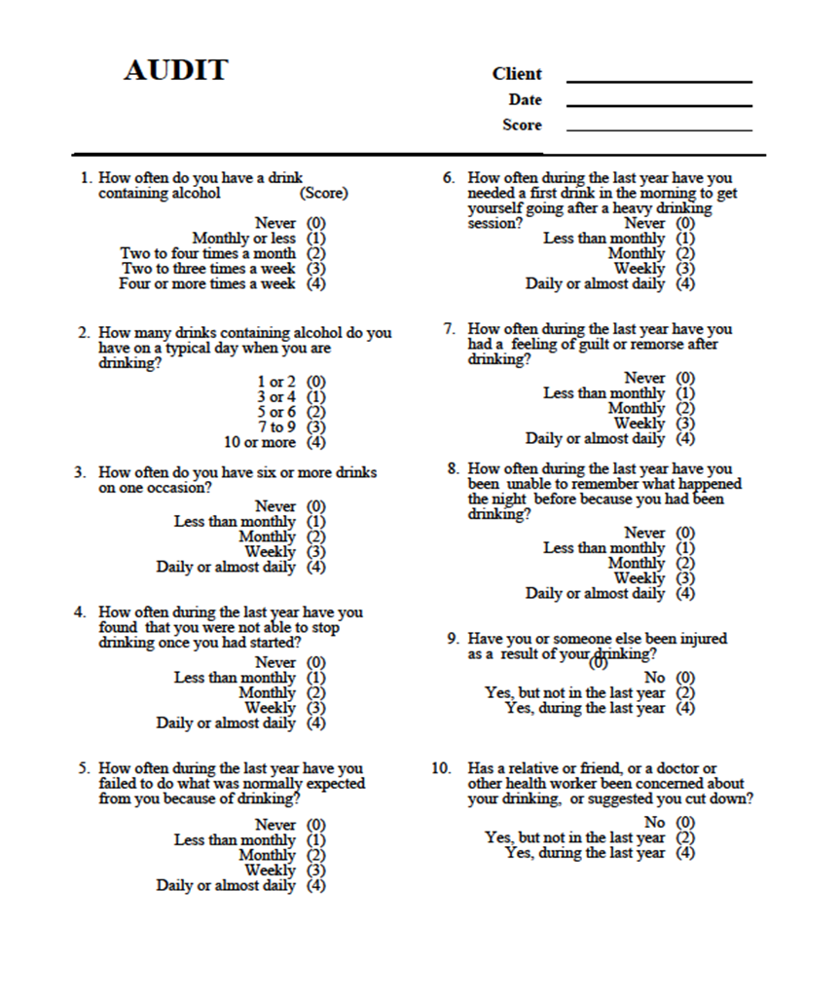 AUDIT
Client
Date
Score
1. How often do you have a drink
containing alcohol (Score)
Never (0)
Monthly or less (1)
Two to four times a month (2)
Two to three times a week (3)
Four or more times a week (4)
2. How many drinks containing alcohol do you
have on a typical day when you are
drinking?
1 or 2 (0)
3 or 4 (1)
5 or 6 (2)
7 to 9 (3)
10 or more (4)
3. How often do you have six or more drinks
on one occasion?
Never (0)
Less than monthly (1)
Monthly (2)
Weekly (3)
Daily or almost daily (4)
4. How often during the last year have you
found that you were not able to stop
drinking once you had started?
Never (0)
Less than monthly (1)
Monthly (2)
Weekly (3)
Daily or almost daily (4)
5. How often during the last year have you
failed to do what was normally expected
from you because of drinking?
Never (0)
Less than monthly (1)
Monthly (2)
Weekly (3)
Daily or almost daily (4)
6. How often during the last year have you
needed a first drink in the morning to get
yourself going after a heavy drinking
session? Never (0)
Less than monthly (1)
Monthly (2)
Weekly (3)
Daily or almost daily (4)
7. How often during the last year have you
had a feeling of guilt or remorse after
drinking?
Never (0)
Less than monthly (1)
Monthly (2)
Weekly (3)
Daily or almost daily (4)
8. How often during the last year have you
been unable to remember what happened
the night before because you had been
drinking?
Never (0)
Less than monthly (1)
Monthly (2)
Weekly (3)
Daily or almost daily (4)
9. Have you or someone else been injured
as a result of your drinking?
(0)
No (0)
Yes, but not in the last year (2)
Yes, during the last year (4)
10. Has a relative or friend, or a doctor or
other health worker been concerned about
your drinking, or suggested you cut down?
No (0)
Yes, but not in the last year (2)
Yes, during the last year (4)